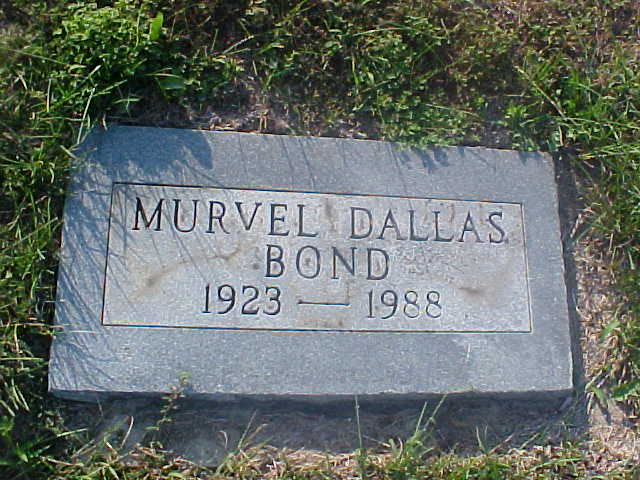 MURVEL DALLAS
BOND
1923 — 1988